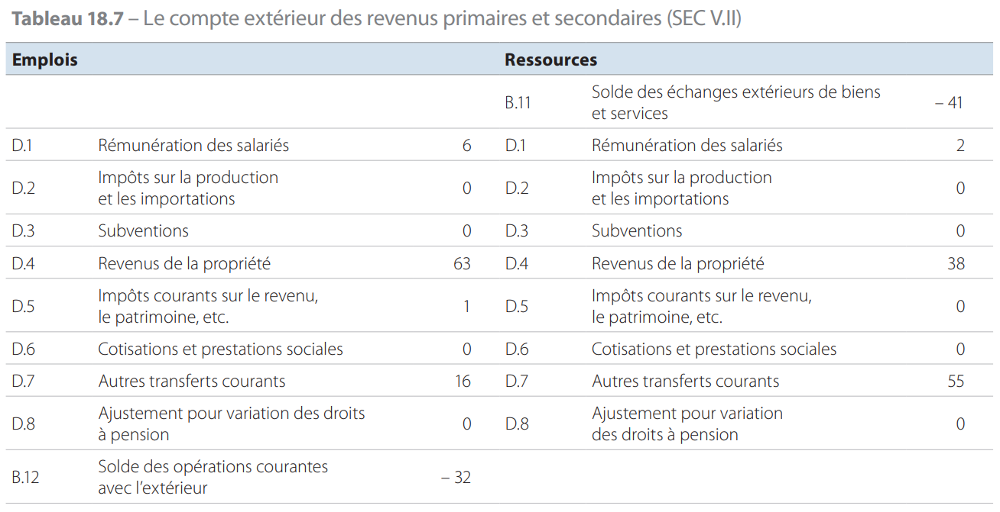 Tableau 18.7 – Le compte extérieur des revenus primaires et secondaires (SEC V.II)
Emplois Ressources
B.11 Solde des échanges extérieurs de biens
et services – 41
D.1 Rémunération des salariés 6 D.1 Rémunération des salariés 2
D.2 Impôts sur la production
et les importations 0 D.2 Impôts sur la production
et les importations 0
D.3 Subventions 0 D.3 Subventions 0
D.4 Revenus de la propriété 63 D.4 Revenus de la propriété 38
D.5 Impôts courants sur le revenu,
le patrimoine, etc. 1 D.5 Impôts courants sur le revenu,
le patrimoine, etc. 0
D.6 Cotisations et prestations sociales 0 D.6 Cotisations et prestations sociales 0
D.7 Autres transferts courants 16 D.7 Autres transferts courants 55
D.8 Ajustement pour variation des droits
à pension 0 D.8 Ajustement pour variation
des droits à pension 0
B.12 Solde des opérations courantes
avec l’extérieur – 32